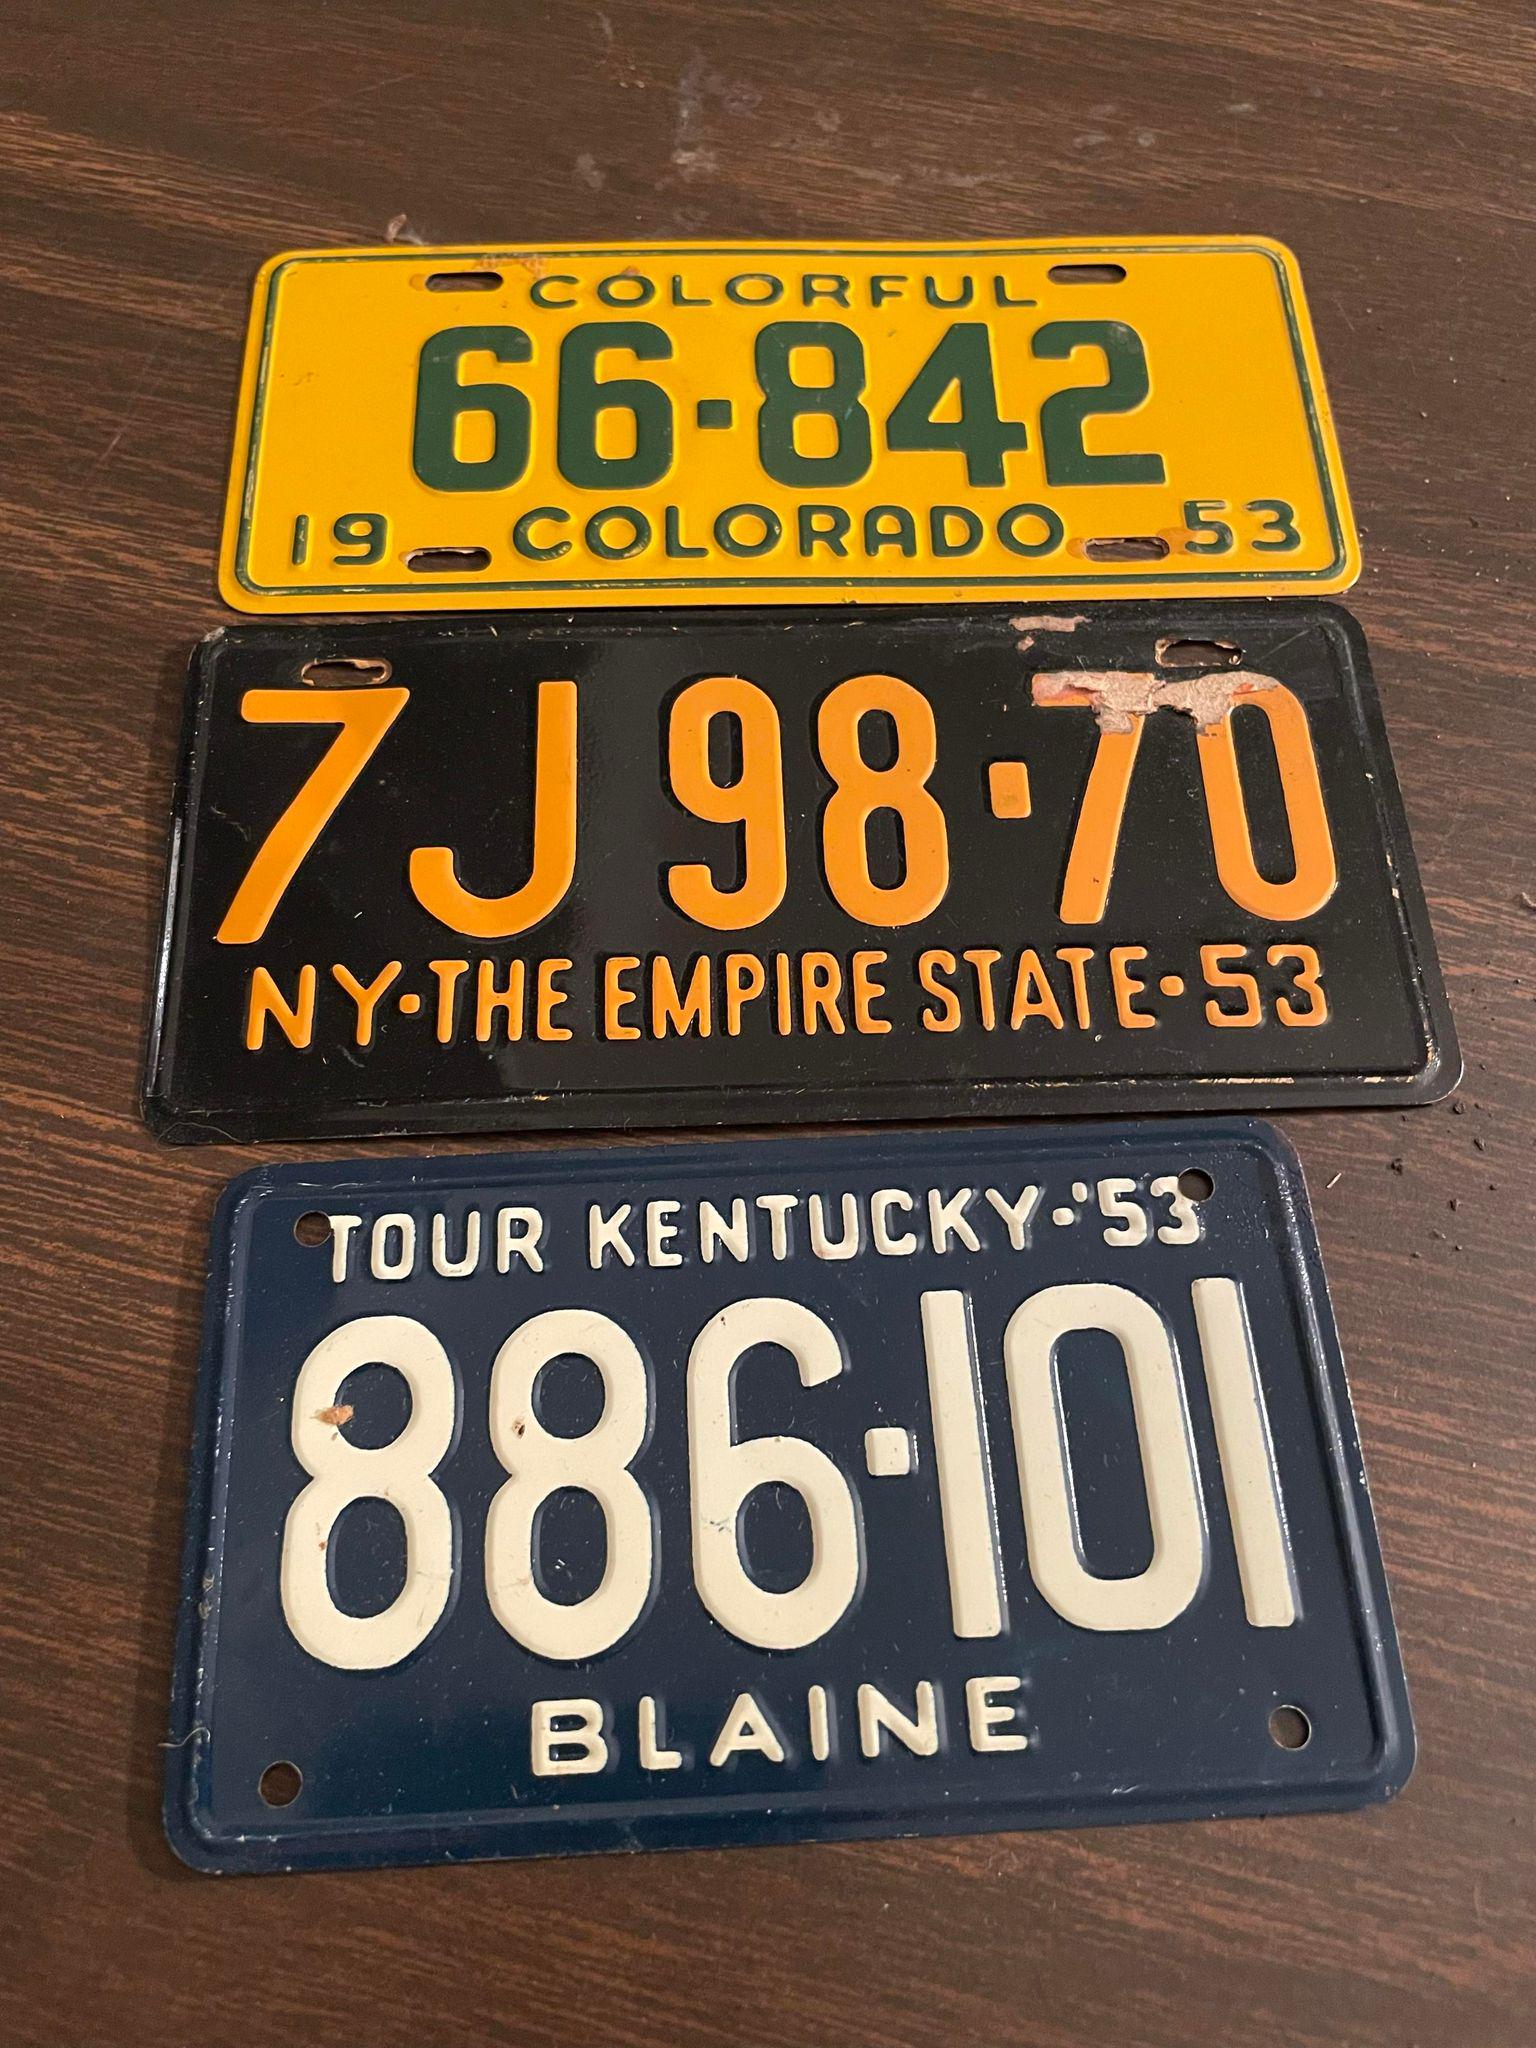 COLORFUL
66·842
19 COLORADO 53
7J 98·70
NY·THE EMPIRE STATE·53
TOUR KENTUCKY-'53
886·101
BLAINE